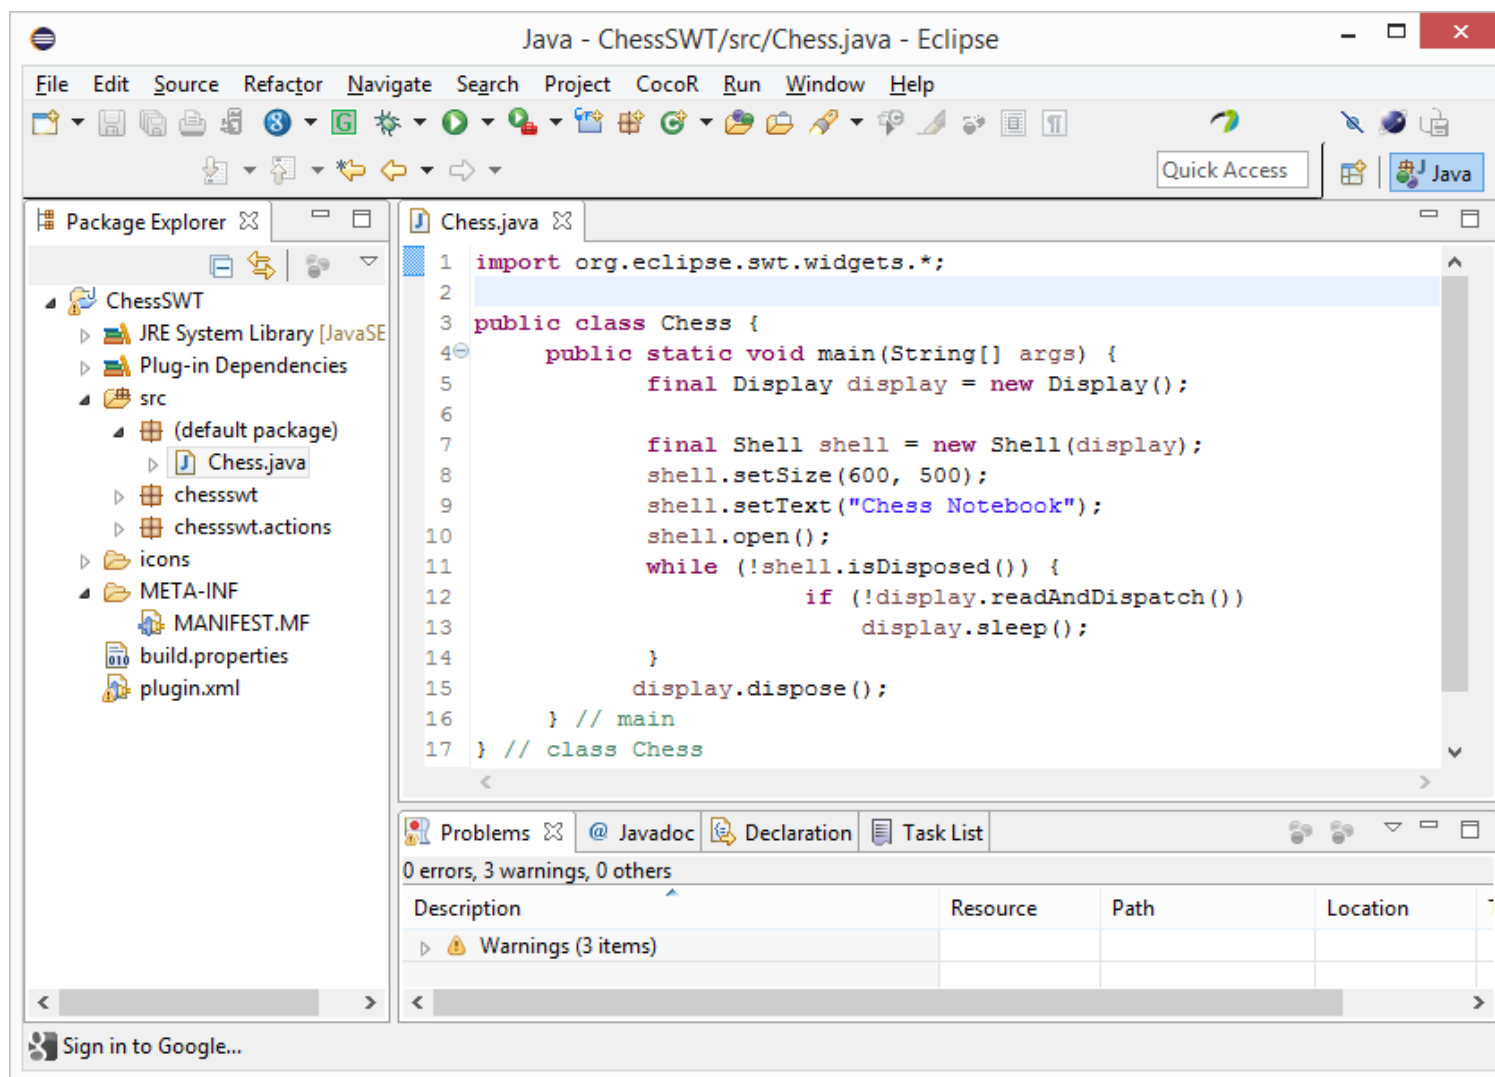 Java - ChessSWT/src/Chess.java - Eclipse
File Edit Source Refactor Navigate Search Project CocoR Run Window Help
Quick Access
Java
Package Explorer
ChessSWT
JRE System Library [JavaSE
Plug-in Dependencies
src
(default package)
Chess.java
chessswt
chessswt.actions
icons
META-INF
MANIFEST.MF
build.properties
plugin.xml
Chess.java
1 import org.eclipse.swt.widgets.*;
2
3 public class Chess {
4 public static void main(String[] args) {
5 final Display display = new Display();
6
7 final Shell shell = new Shell(display);
8 shell.setSize(600, 500);
9 shell.setText("Chess Notebook");
10 shell.open();
11 while (!shell.isDisposed()) {
12 if (!display.readAndDispatch())
13 display.sleep();
14 }
15 display.dispose();
16 } // main
17 } // class Chess
Problems @ Javadoc Declaration Task List
0 errors, 3 warnings, 0 others
Description Resource Path Location
Warnings (3 items)
Sign in to Google...